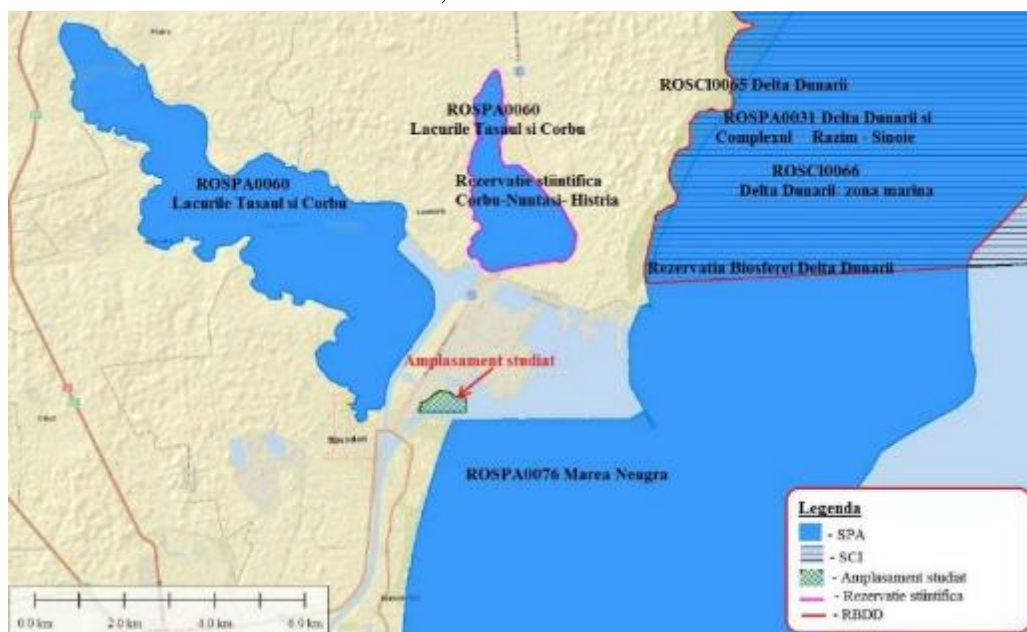 ROSCI0065 Delta Dunarii
ROSPA0060
Lacurile Tasaul si Corbu
ROSPA0031 Delta Dunarii si
Complexul Razim - Sinoie
ROSPA0060
Lacurile Tasaul si Corbu
Rezervatie stiintifica
Corbu-Nuntasi- Histria
ROSCI0066
Delta Dunarii- zona marina
Rezervatia Biosferei Delta Dunarii
Amplasament studiat
ROSPA0076 Marea Neagra
Legenda
- SPA
- SCI
- Amplasament studiat
- Rezervatie stiintifica
- RBDD
0.0 km 2.0 km 4.0 km 6.0 km